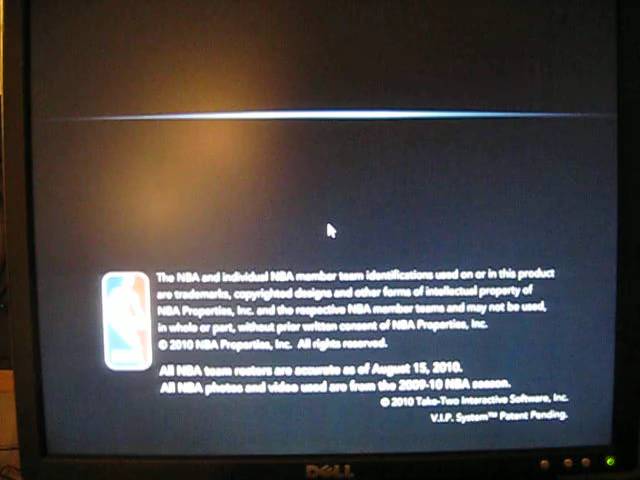 The NBA and individual NBA member team identifications used on or in this product
are trademarks, copyrighted designs and other forms of intellectual property of
NBA Properties, Inc. and the respective NBA member teams and may not be used,
in whole or part, without prior written consent of NBA Properties, Inc.
© 2010 NBA Properties, Inc. All rights reserved.
All NBA team rosters are accurate as of August 15, 2010.
All NBA photos and video used are from the 2009-10 NBA season.
© 2010 Take-Two Interactive Software, Inc.
V.I.P. System™ Patent Pending.
DELL